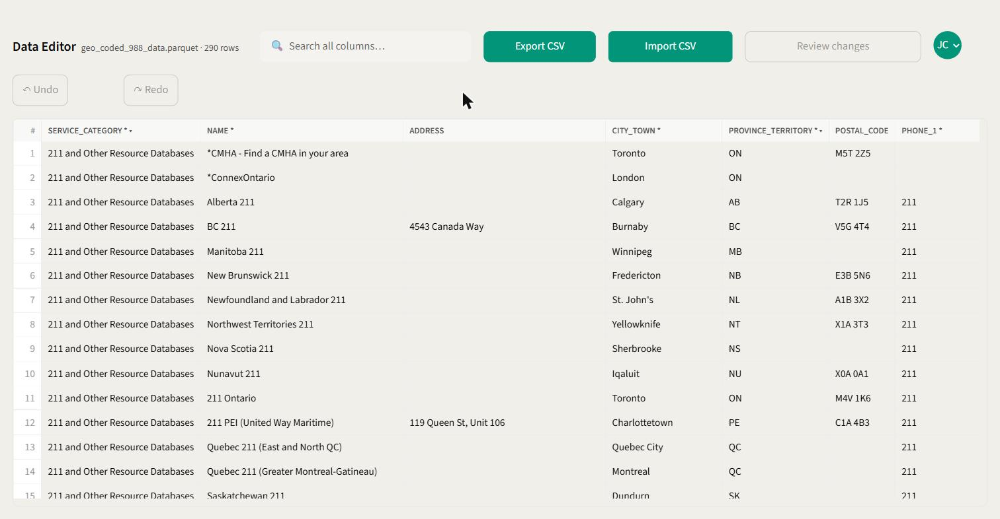 Data Editor geo_coded_988_data.parquet · 290 rows Search all columns… Export CSV Import CSV Review changes JC
↶ Undo ↷ Redo
# SERVICE_CATEGORY * ▾ NAME * ADDRESS CITY_TOWN * PROVINCE_TERRITORY * ▾ POSTAL_CODE PHONE_1 *
1 211 and Other Resource Databases *CMHA - Find a CMHA in your area Toronto ON M5T 2Z5
2 211 and Other Resource Databases *ConnexOntario London ON
3 211 and Other Resource Databases Alberta 211 Calgary AB T2R 1J5 211
4 211 and Other Resource Databases BC 211 4543 Canada Way Burnaby BC V5G 4T4 211
5 211 and Other Resource Databases Manitoba 211 Winnipeg MB 211
6 211 and Other Resource Databases New Brunswick 211 Fredericton NB E3B 5N6 211
7 211 and Other Resource Databases Newfoundland and Labrador 211 St. John's NL A1B 3X2 211
8 211 and Other Resource Databases Northwest Territories 211 Yellowknife NT X1A 3T3 211
9 211 and Other Resource Databases Nova Scotia 211 Sherbrooke NS 211
10 211 and Other Resource Databases Nunavut 211 Iqaluit NU X0A 0A1 211
11 211 and Other Resource Databases 211 Ontario Toronto ON M4V 1K6 211
12 211 and Other Resource Databases 211 PEI (United Way Maritime) 119 Queen St, Unit 106 Charlottetown PE C1A 4B3 211
13 211 and Other Resource Databases Quebec 211 (East and North QC) Quebec City QC 211
14 211 and Other Resource Databases Quebec 211 (Greater Montreal-Gatineau) Montreal QC 211
15 211 and Other Resource Databases Saskatchewan 211 Dundurn SK 211